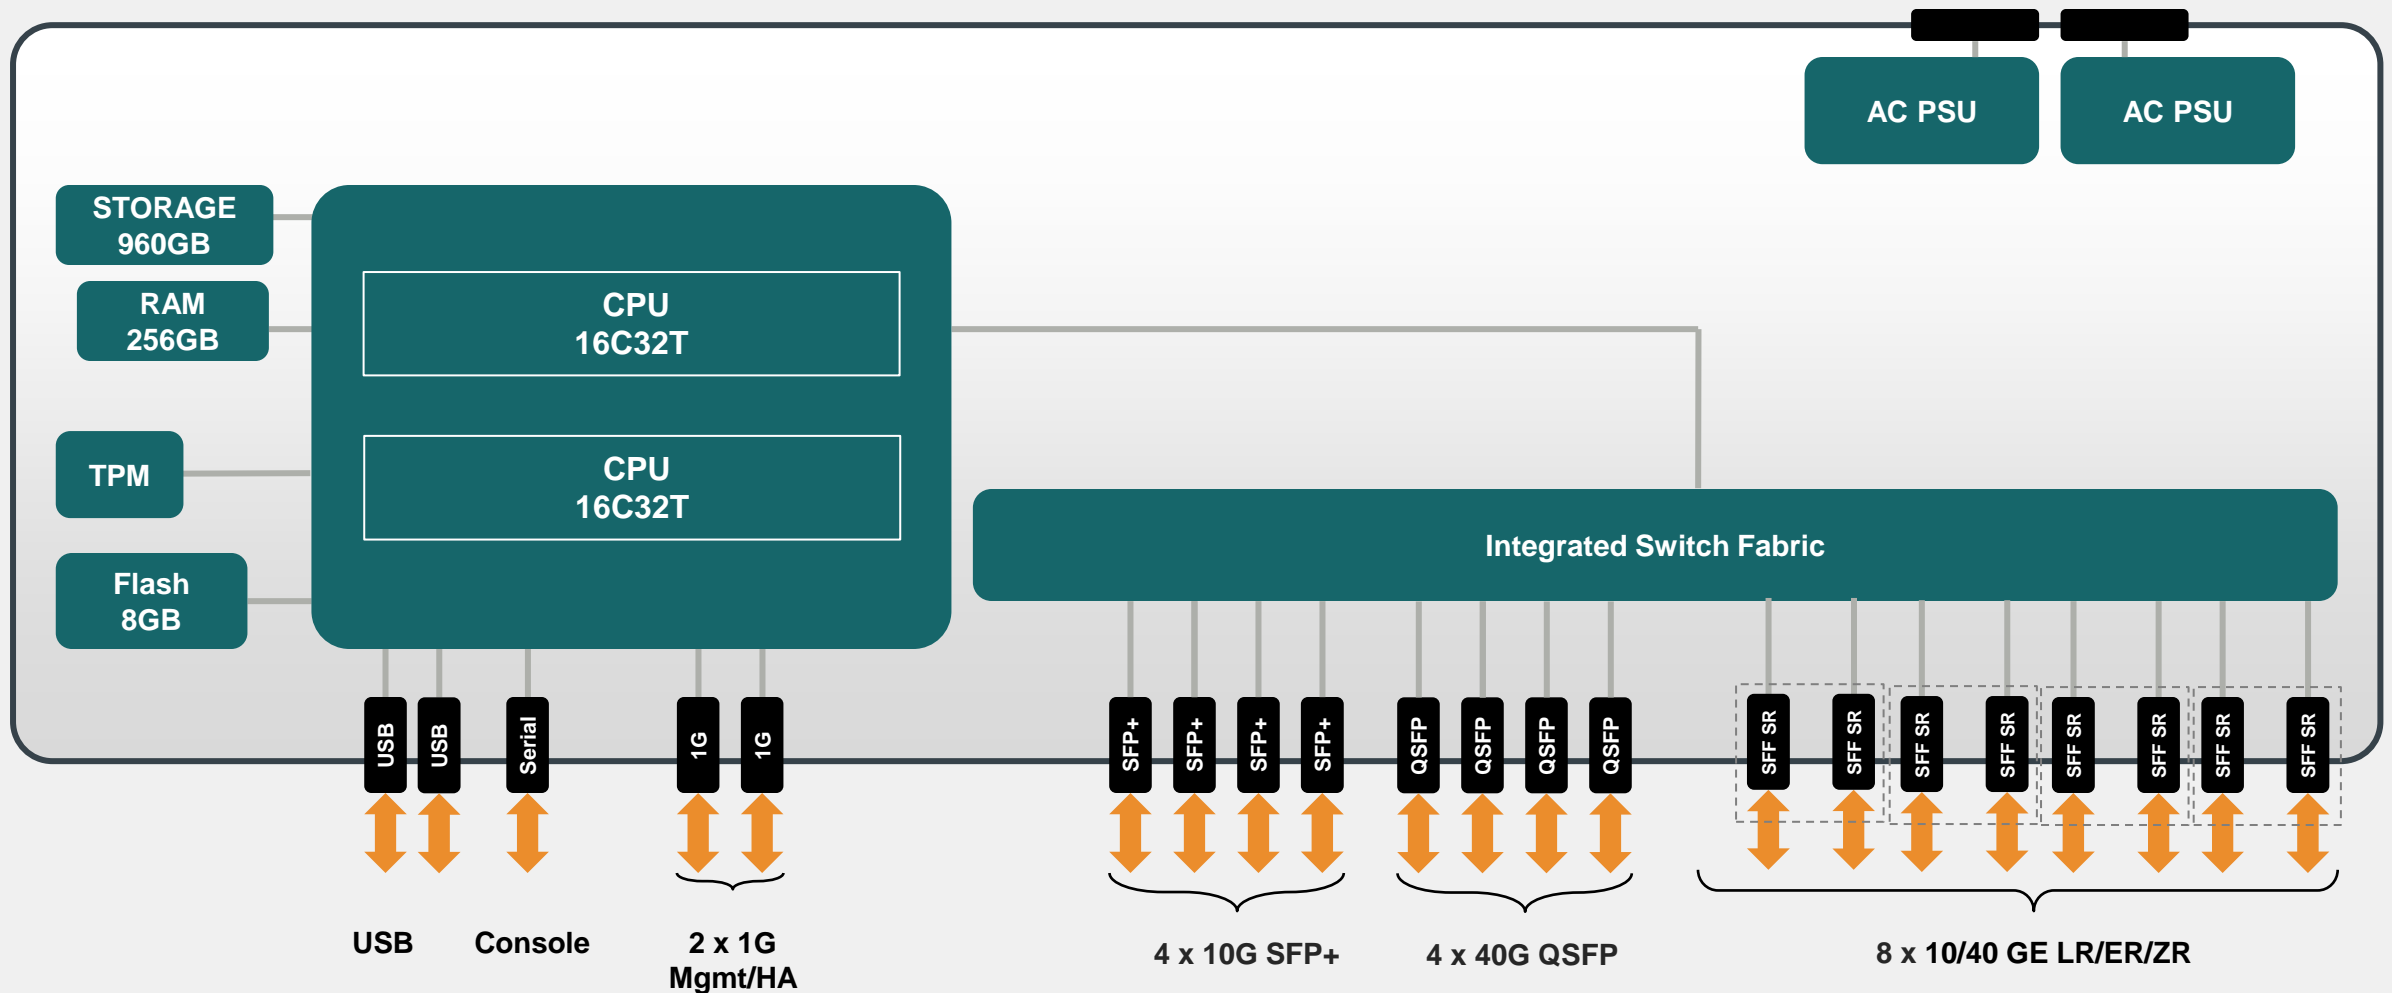 AC PSU
AC PSU
STORAGE
960GB
RAM
256GB
TPM
Flash
8GB
CPU
16C32T
CPU
16C32T
Integrated Switch Fabric
USB
USB
Serial
1G
1G
SFP+
SFP+
SFP+
SFP+
QSFP
QSFP
QSFP
QSFP
SFF SR
SFF SR
SFF SR
SFF SR
SFF SR
SFF SR
SFF SR
SFF SR
USB
Console
2 x 1G
Mgmt/HA
4 x 10G SFP+
4 x 40G QSFP
8 x 10/40 GE LR/ER/ZR